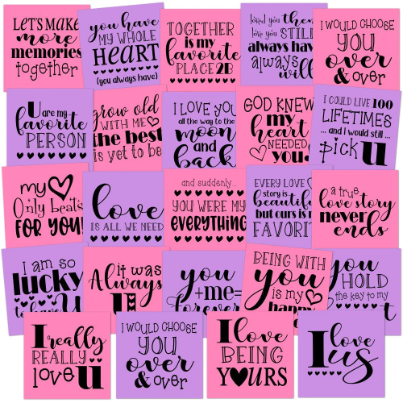 LETS MAKE
more
memories
together
you have
MY WHOLE
HEART
(you always have)
TOGETHER
is my
favorite
PLACE 2B
loved you then
love you STILL
always have
always
will
I WOULD CHOOSE
YOU
over &
& over
U are my
favorite
PERSON
grow old
WITH ME
the best
is yet to be
I LOVE YOU
all the way to the
moon
and
back
GOD KNEW
my
heart
NEEDED
you
I COULD LIVE 100
LIFETIMES
... and I would still ...
pick u
my
Only beats
FOR YOU!
love
IS ALL WE NEED
and suddenly...
YOU WERE MY
EVERYTHING
EVERY LOVE
story is
beautiful
but ours is my
FAVORITE
a true
love story
never
ends
I am so
lucky
to have U
Always
it was
you
+me=
forever
BEING WITH
you
IS my
happy
YOU
HOLD
the key to my
I really
REALLY
love u
I WOULD CHOOSE
YOU
over
& over
I love
BEING
YOURS
I love
us